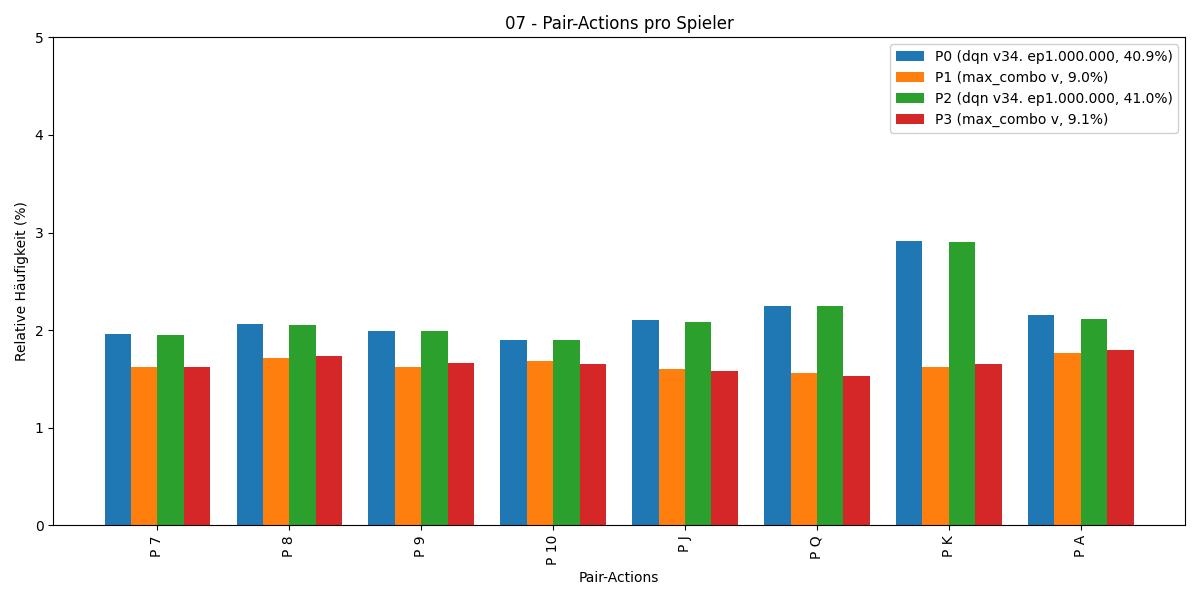 07 - Pair-Actions pro Spieler
P0 (dqn v34. ep1.000.000, 40.9%)
P1 (max_combo v, 9.0%)
P2 (dqn v34. ep1.000.000, 41.0%)
P3 (max_combo v, 9.1%)
Relative Häufigkeit (%)
5
4
3
2
1
0
P 7
P 8
P 9
P 10
P J
P Q
P K
P A
Pair-Actions